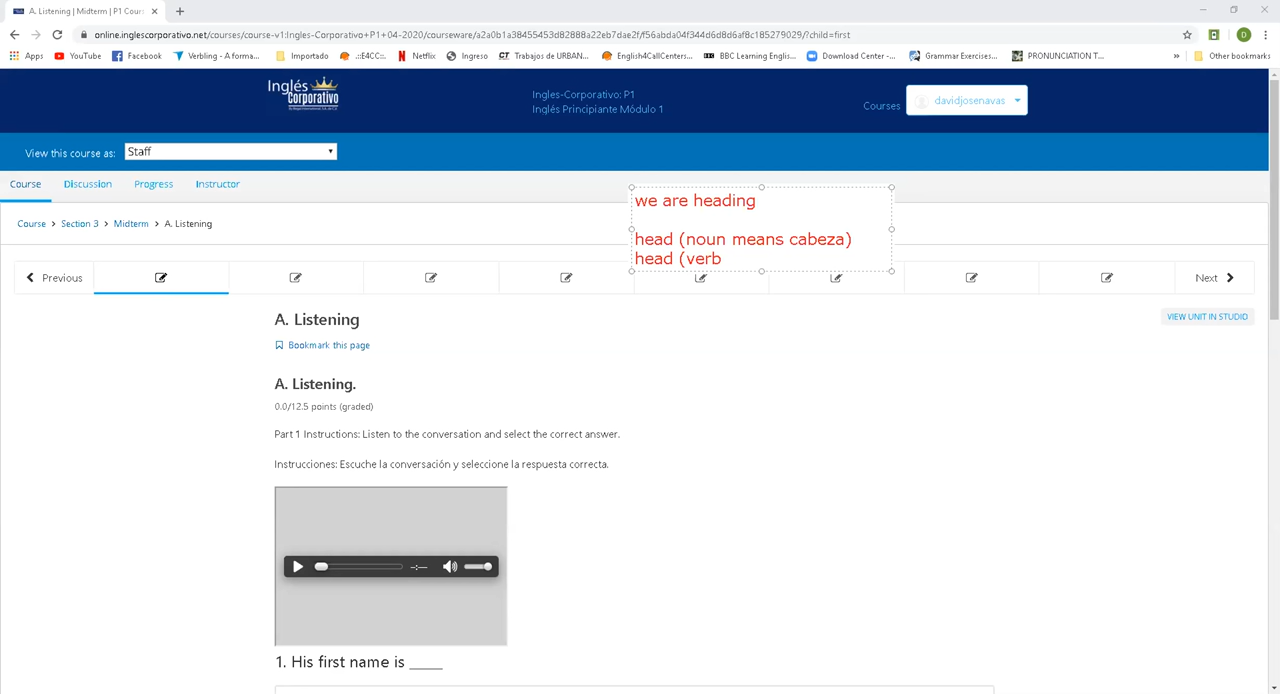 A. Listening | Midterm | P1 Cours
online.inglescorporativo.net/courses/course-v1:Ingles-Corporativo+P1+04-2020/courseware/a2a0b1a38455453d82888a22eb7dae2f/f56abda04f344d6d8d6af8c185279029/?child=first
D
Apps YouTube Facebook Verbling - A forma... Importado .::E4CC::. Netflix Ingreso Trabajos de URBAN... English4CallCenters... BBC Learning Englis... Download Center -... Grammar Exercises... PRONUNCIATION T... » Other bookmarks
Inglés
Corporativo
Ingles-Corporativo: P1
Inglés Principiante Módulo 1
Courses davidjosenavas
View this course as: Staff
Course Discussion Progress Instructor
we are heading
head (noun means cabeza)
head (verb
Course > Section 3 > Midterm > A. Listening
Previous Next
A. Listening
VIEW UNIT IN STUDIO
Bookmark this page
A. Listening.
0.0/12.5 points (graded)
Part 1 Instructions: Listen to the conversation and select the correct answer.
Instrucciones: Escuche la conversación y seleccione la respuesta correcta.
-:--
1. His first name is _____